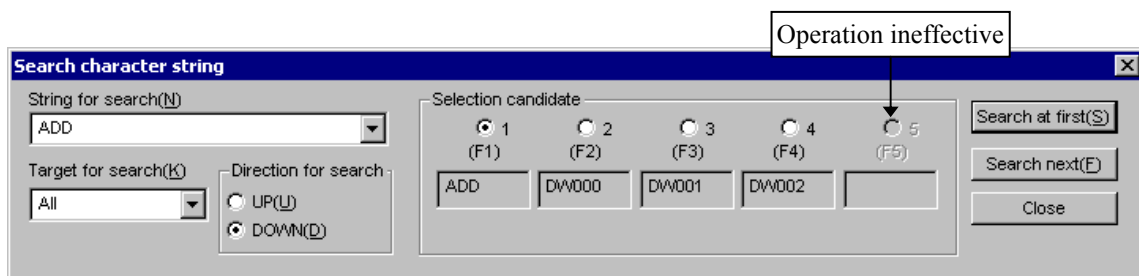 Operation ineffective
Search character string
String for search(N)
ADD
Target for search(K)
All
Direction for search
UP(U)
DOWN(D)
Selection candidate
1 2 3 4 5
(F1) (F2) (F3) (F4) (F5)
ADD DW000 DW001 DW002
Search at first(S)
Search next(F)
Close